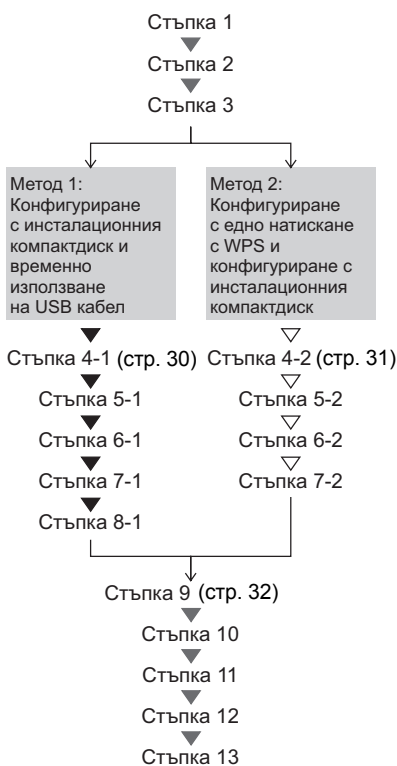 Стъпка 1
Стъпка 2
Стъпка 3
Метод 1:
Конфигуриране
с инсталационния
компактдиск и
временно
използване
на USB кабел
Метод 2:
Конфигуриране
с едно натискане
с WPS и
конфигуриране с
инсталационния
компактдиск
Стъпка 4-1 (стр. 30)
Стъпка 5-1
Стъпка 6-1
Стъпка 7-1
Стъпка 8-1
Стъпка 4-2 (стр. 31)
Стъпка 5-2
Стъпка 6-2
Стъпка 7-2
Стъпка 9 (стр. 32)
Стъпка 10
Стъпка 11
Стъпка 12
Стъпка 13